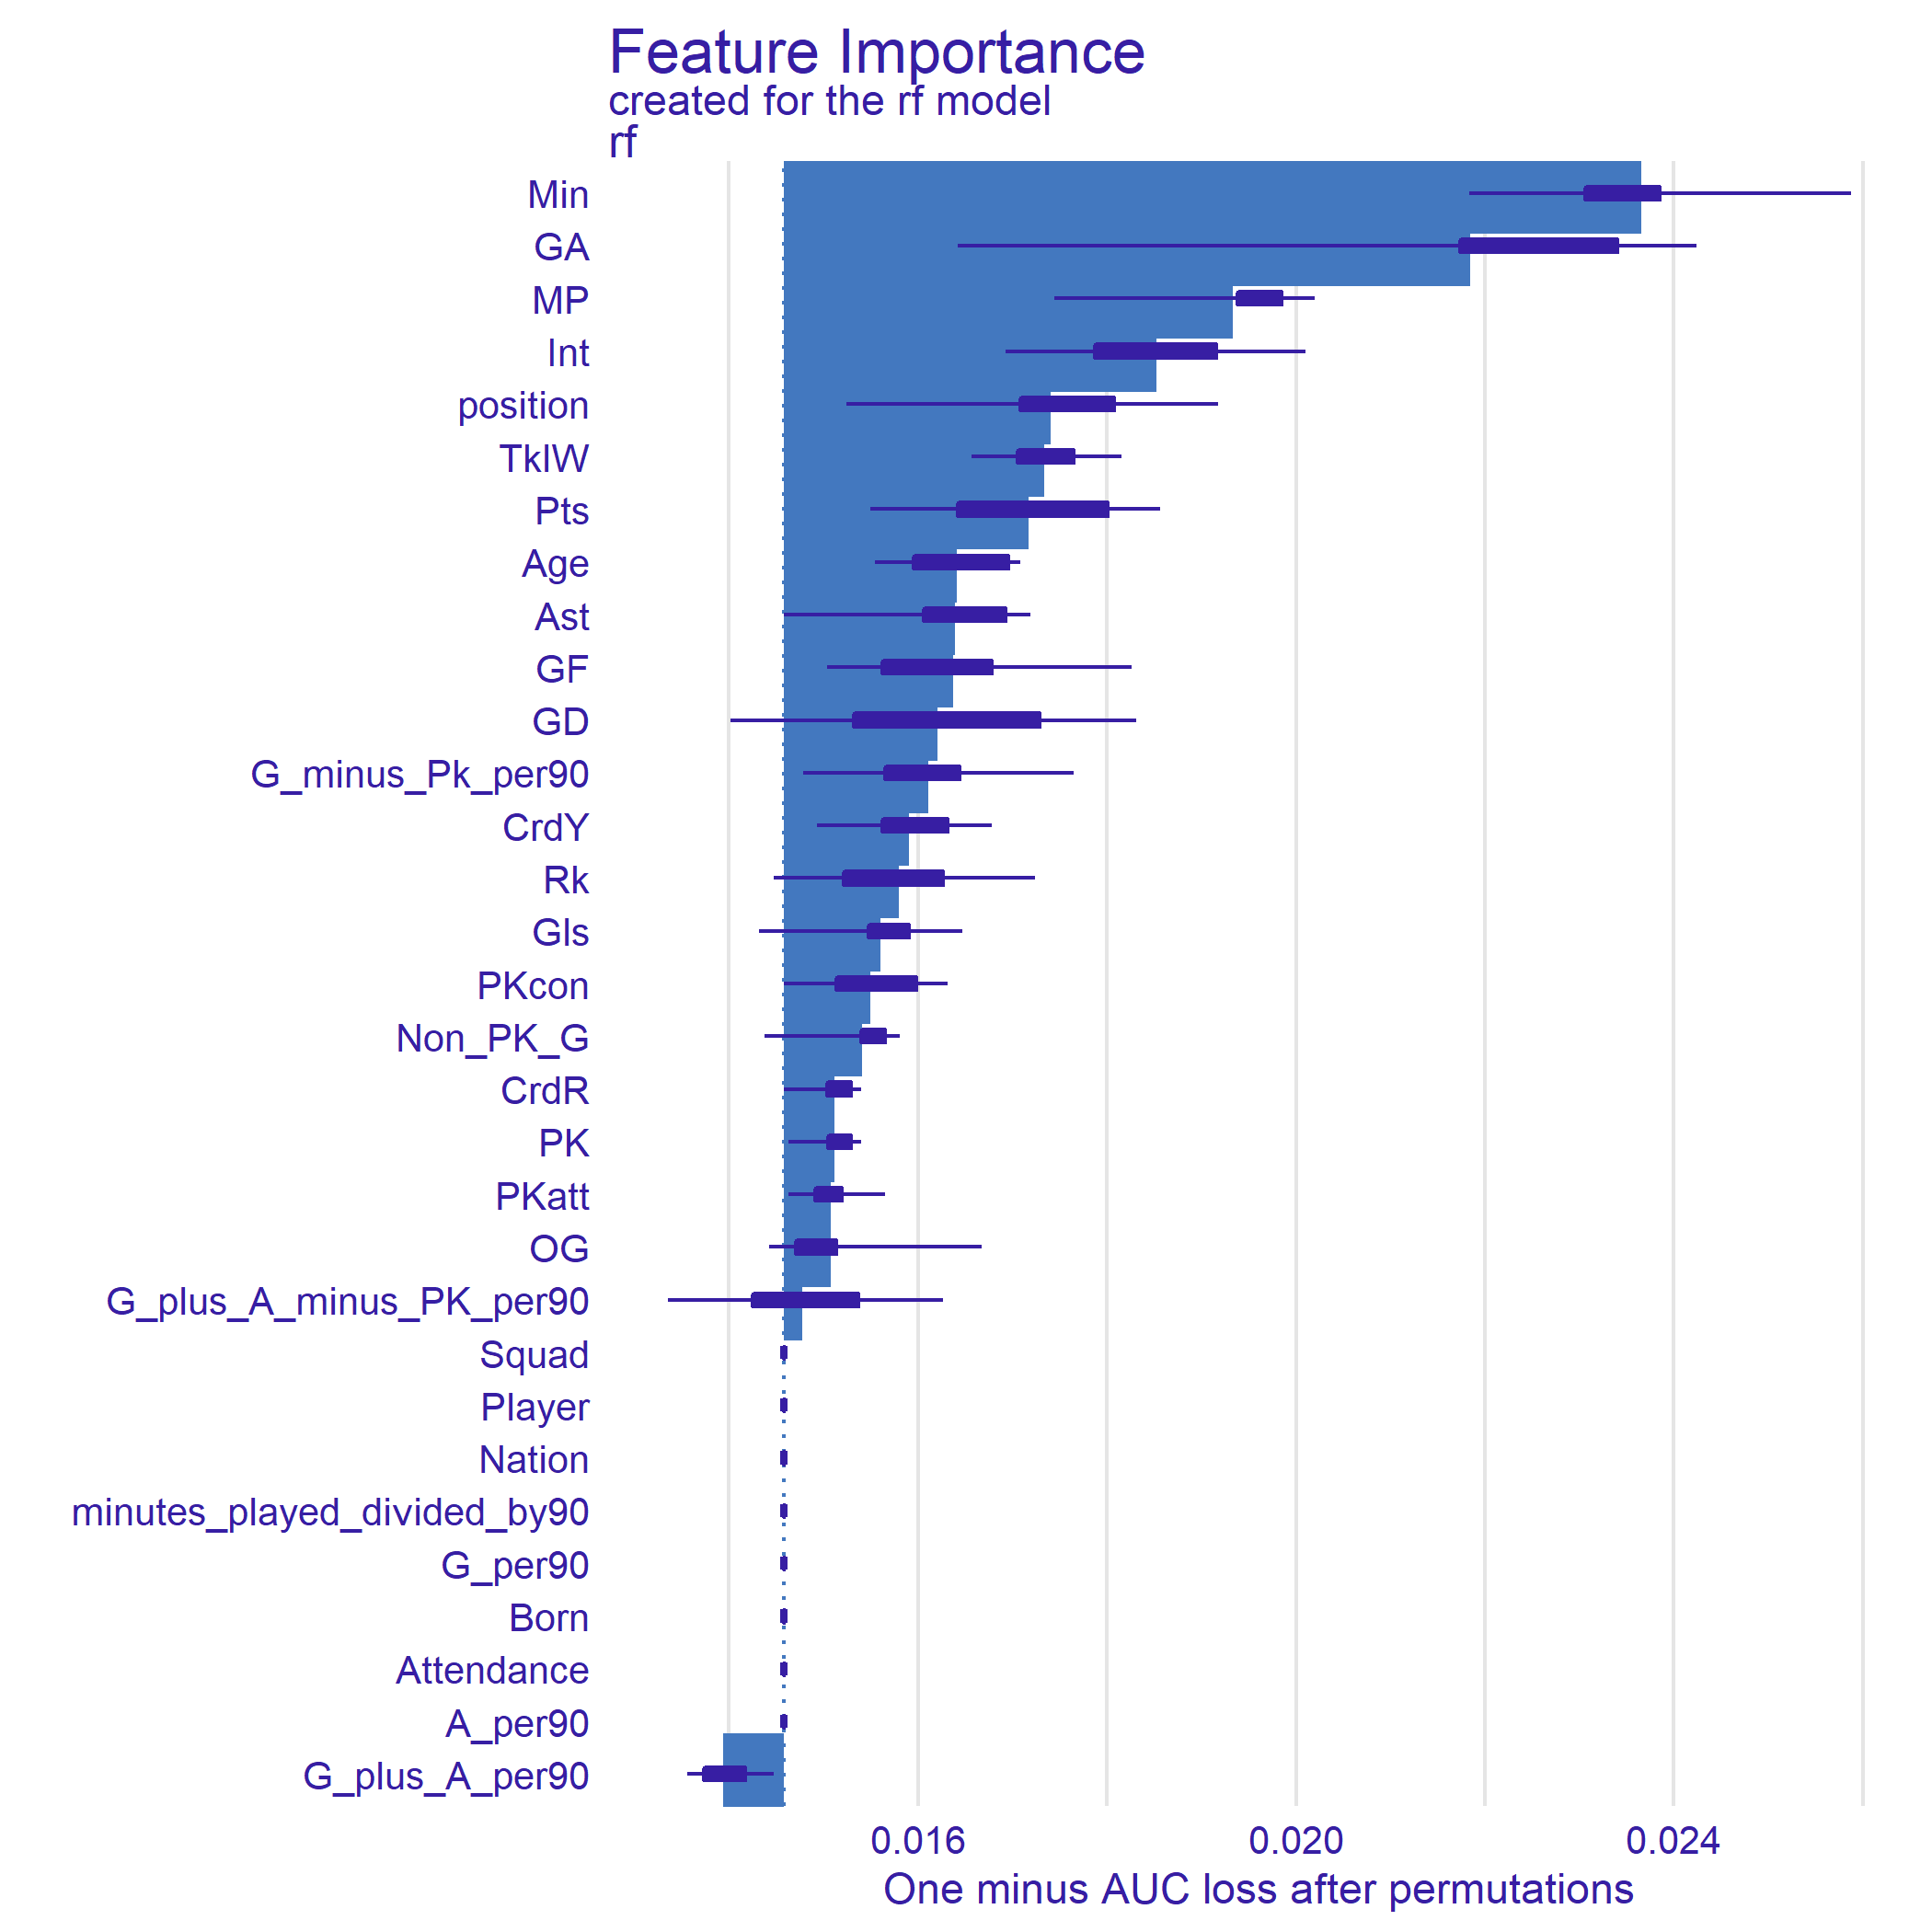 Feature Importance
created for the rf model
rf
Min
GA
MP
Int
position
TklW
Pts
Age
Ast
GF
GD
G_minus_Pk_per90
CrdY
Rk
Gls
PKcon
Non_PK_G
CrdR
PK
PKatt
OG
G_plus_A_minus_PK_per90
Squad
Player
Nation
minutes_played_divided_by90
G_per90
Born
Attendance
A_per90
G_plus_A_per90
0.016 0.020 0.024
One minus AUC loss after permutations